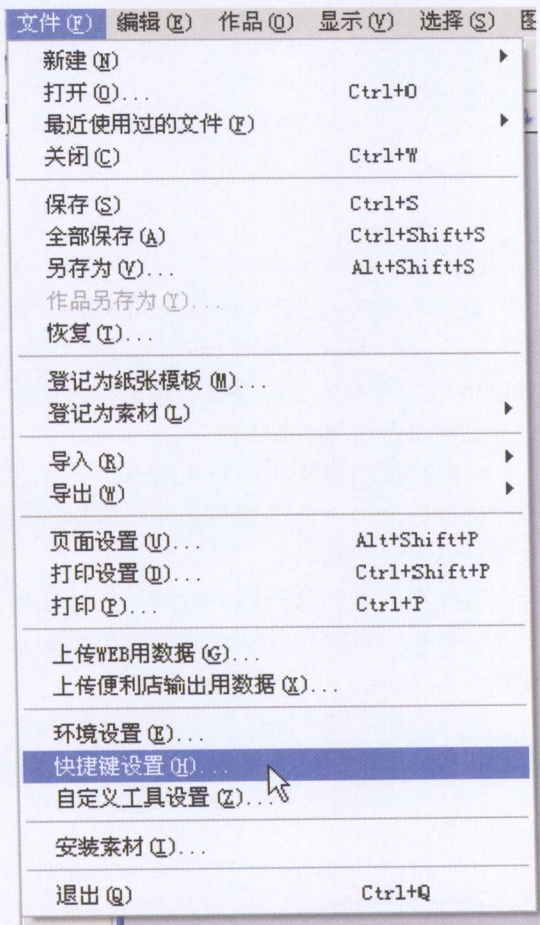 文件(F) 编辑(E) 作品(O) 显示(V) 选择(S) 图
新建(N)
打开(O)... Ctrl+O
最近使用过的文件(F)
关闭(C) Ctrl+W
保存(S) Ctrl+S
全部保存(A) Ctrl+Shift+S
另存为(V)... Alt+Shift+S
作品另存为(Y)...
恢复(T)...
登记为纸张模板(M)...
登记为素材(L)
导入(R)
导出(W)
页面设置(U)... Alt+Shift+P
打印设置(D)... Ctrl+Shift+P
打印(P)... Ctrl+P
上传WEB用数据(G)...
上传便利店输出用数据(X)...
环境设置(E)...
快捷键设置(H)...
自定义工具设置(Z)...
安装素材(I)...
退出(Q) Ctrl+Q